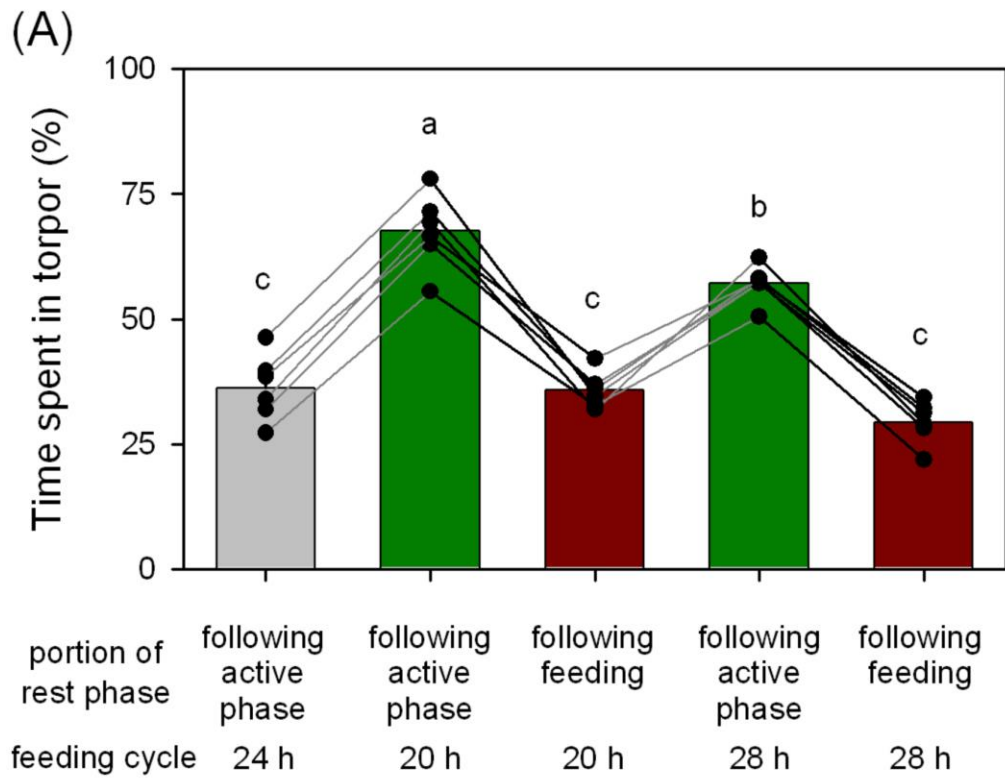 (A)
Time spent in torpor (%)
100
75
50
25
0
c
a
c
b
c
portion of
rest phase
following
active
phase
following
active
phase
following
feeding
following
active
phase
following
feeding
feeding cycle 24 h 20 h 20 h 28 h 28 h